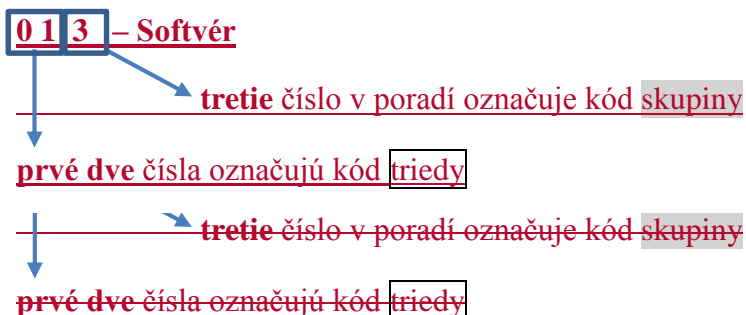 0 1 3 – Softvér
tretie číslo v poradí označuje kód skupiny
prvé dve čísla označujú kód triedy
tretie číslo v poradí označuje kód skupiny
prvé dve čísla označujú kód triedy